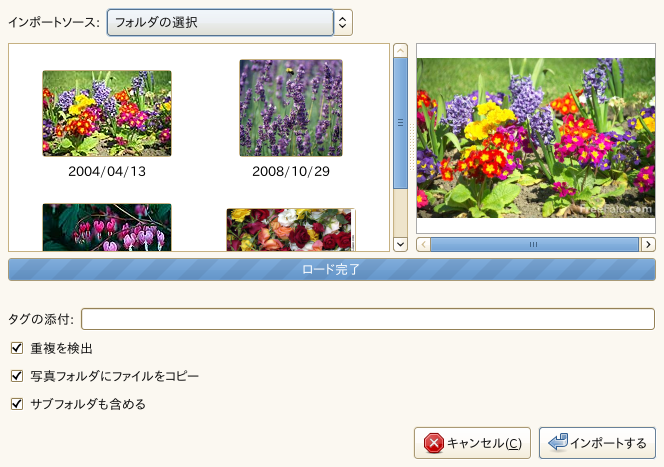 インポートソース: フォルダの選択
2004/04/13
2008/10/29
freefoto.com
ロード完了
タグの添付:
重複を検出
写真フォルダにファイルをコピー
サブフォルダも含める
キャンセル(C)
インポートする